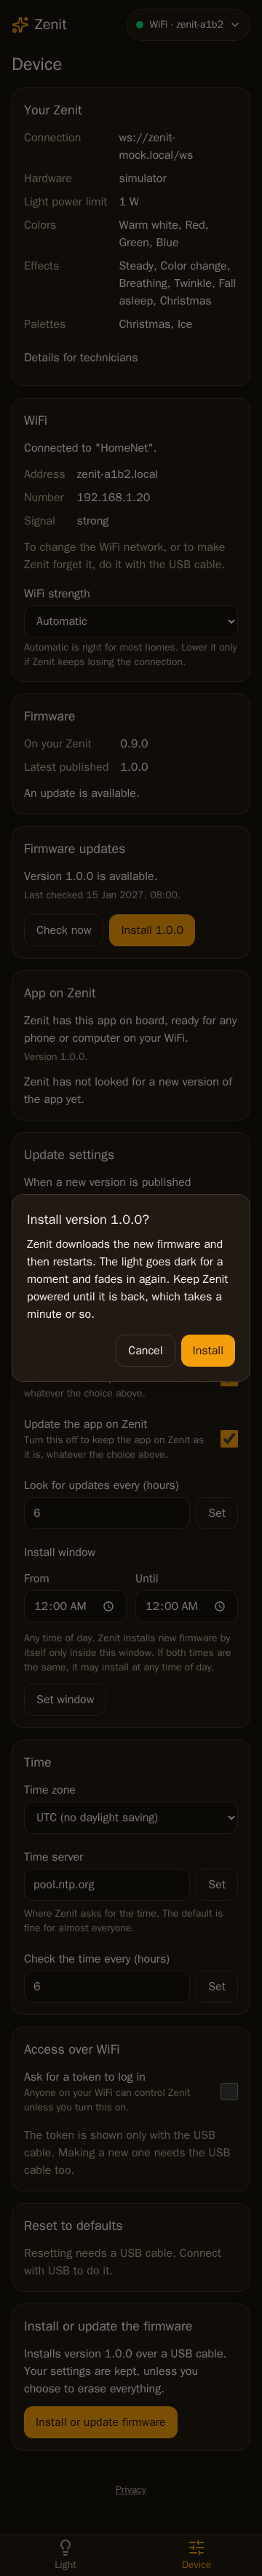 Zenit
WiFi · zenit-a1b2
Device
Your Zenit
Connection
ws://zenit-
mock.local/ws
Hardware
simulator
Light power limit
1 W
Colors
Warm white, Red,
Green, Blue
Effects
Steady, Color change,
Breathing, Twinkle, Fall
asleep, Christmas
Palettes
Christmas, Ice
Details for technicians
WiFi
Connected to "HomeNet".
Address
zenit-a1b2.local
Number
192.168.1.20
Signal
strong
To change the WiFi network, or to make
Zenit forget it, do it with the USB cable.
WiFi strength
Automatic
Automatic is right for most homes. Lower it only
if Zenit keeps losing the connection.
Firmware
On your Zenit
0.9.0
Latest published
1.0.0
An update is available.
Firmware updates
Version 1.0.0 is available.
Last checked 15 Jan 2027, 08:00.
Check now
Install 1.0.0
App on Zenit
Zenit has this app on board, ready for any
phone or computer on your WiFi.
Version 1.0.0.
Zenit has not looked for a new version of
the app yet.
Update settings
When a new version is published
Install version 1.0.0?
Zenit downloads the new firmware and
then restarts. The light goes dark for a
moment and fades in again. Keep Zenit
powered until it is back, which takes a
minute or so.
Cancel
Install
whatever the choice above.
Update the app on Zenit
Turn this off to keep the app on Zenit as
it is, whatever the choice above.
Look for updates every (hours)
6
Set
Install window
From
Until
12:00 AM
12:00 AM
Any time of day. Zenit installs new firmware by
itself only inside this window. If both times are
the same, it may install at any time of day.
Set window
Time
Time zone
UTC (no daylight saving)
Time server
pool.ntp.org
Set
Where Zenit asks for the time. The default is
fine for almost everyone.
Check the time every (hours)
6
Set
Access over WiFi
Ask for a token to log in
Anyone on your WiFi can control Zenit
unless you turn this on.
The token is shown only with the USB
cable. Making a new one needs the USB
cable too.
Reset to defaults
Resetting needs a USB cable. Connect
with USB to do it.
Install or update the firmware
Installs version 1.0.0 over a USB cable.
Your settings are kept, unless you
choose to erase everything.
Install or update firmware
Privacy
Light
Device